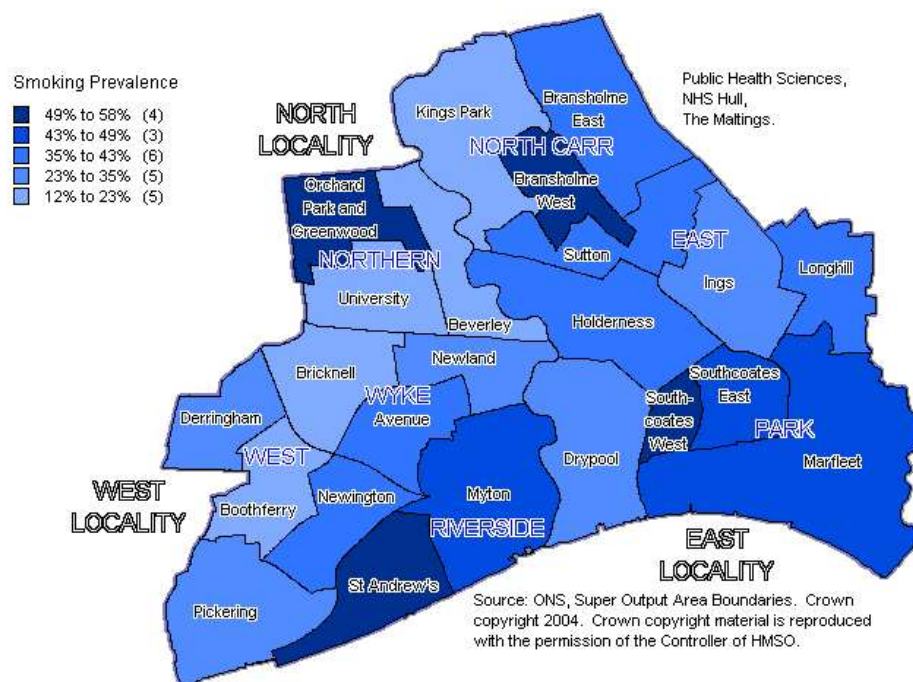 Smoking Prevalence
49% to 58% (4)
43% to 49% (3)
35% to 43% (6)
23% to 35% (5)
12% to 23% (5)
Public Health Sciences,
NHS Hull,
The Maltings.
NORTH
LOCALITY
Kings Park
Bransholme
East
NORTH CARR
Bransholme
West
Orchard
Park and
Greenwood
NORTHERN
University
Sutton
EAST
Ings
Longhill
Beverley
Holderness
Bricknell
Newland
WYKE
Avenue
Derringham
South-
coates
West
Southcoates
East
PARK
Marfleet
Drypool
WEST
WEST
LOCALITY
Boothferry
Newington
Myton
RIVERSIDE
EAST
LOCALITY
St Andrew's
Pickering
Source: ONS, Super Output Area Boundaries. Crown
copyright 2004. Crown copyright material is reproduced
with the permission of the Controller of HMSO.